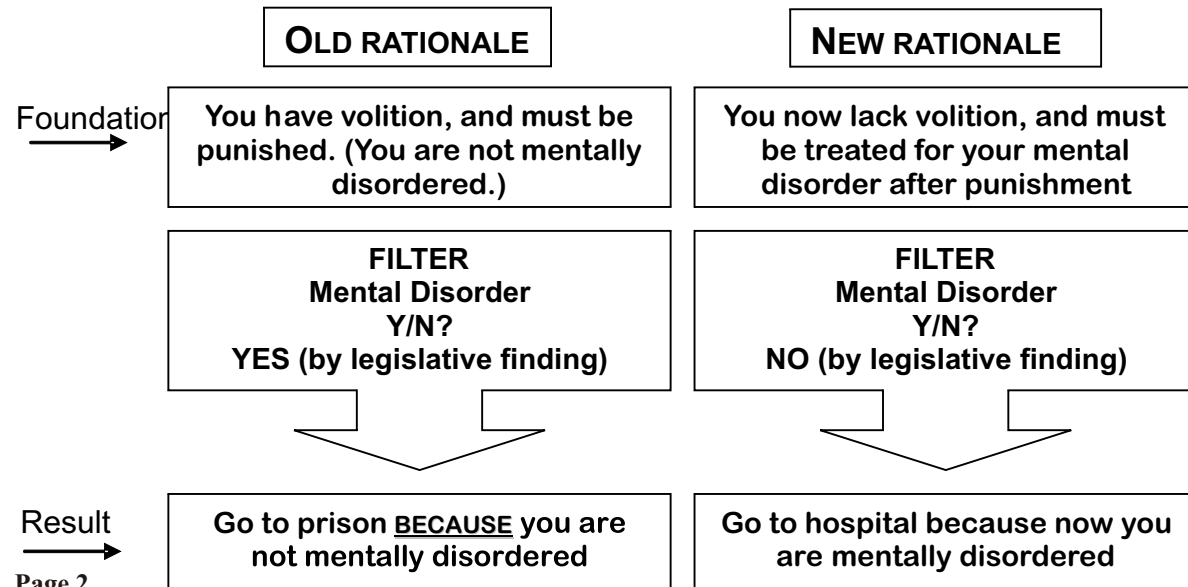 OLD RATIONALE
NEW RATIONALE
Foundation
You have volition, and must be
punished. (You are not mentally
disordered.)
You now lack volition, and must
be treated for your mental
disorder after punishment
FILTER
Mental Disorder
Y/N?
YES (by legislative finding)
FILTER
Mental Disorder
Y/N?
NO (by legislative finding)
Result
Go to prison BECAUSE you are
not mentally disordered
Go to hospital because now you
are mentally disordered
Page 2